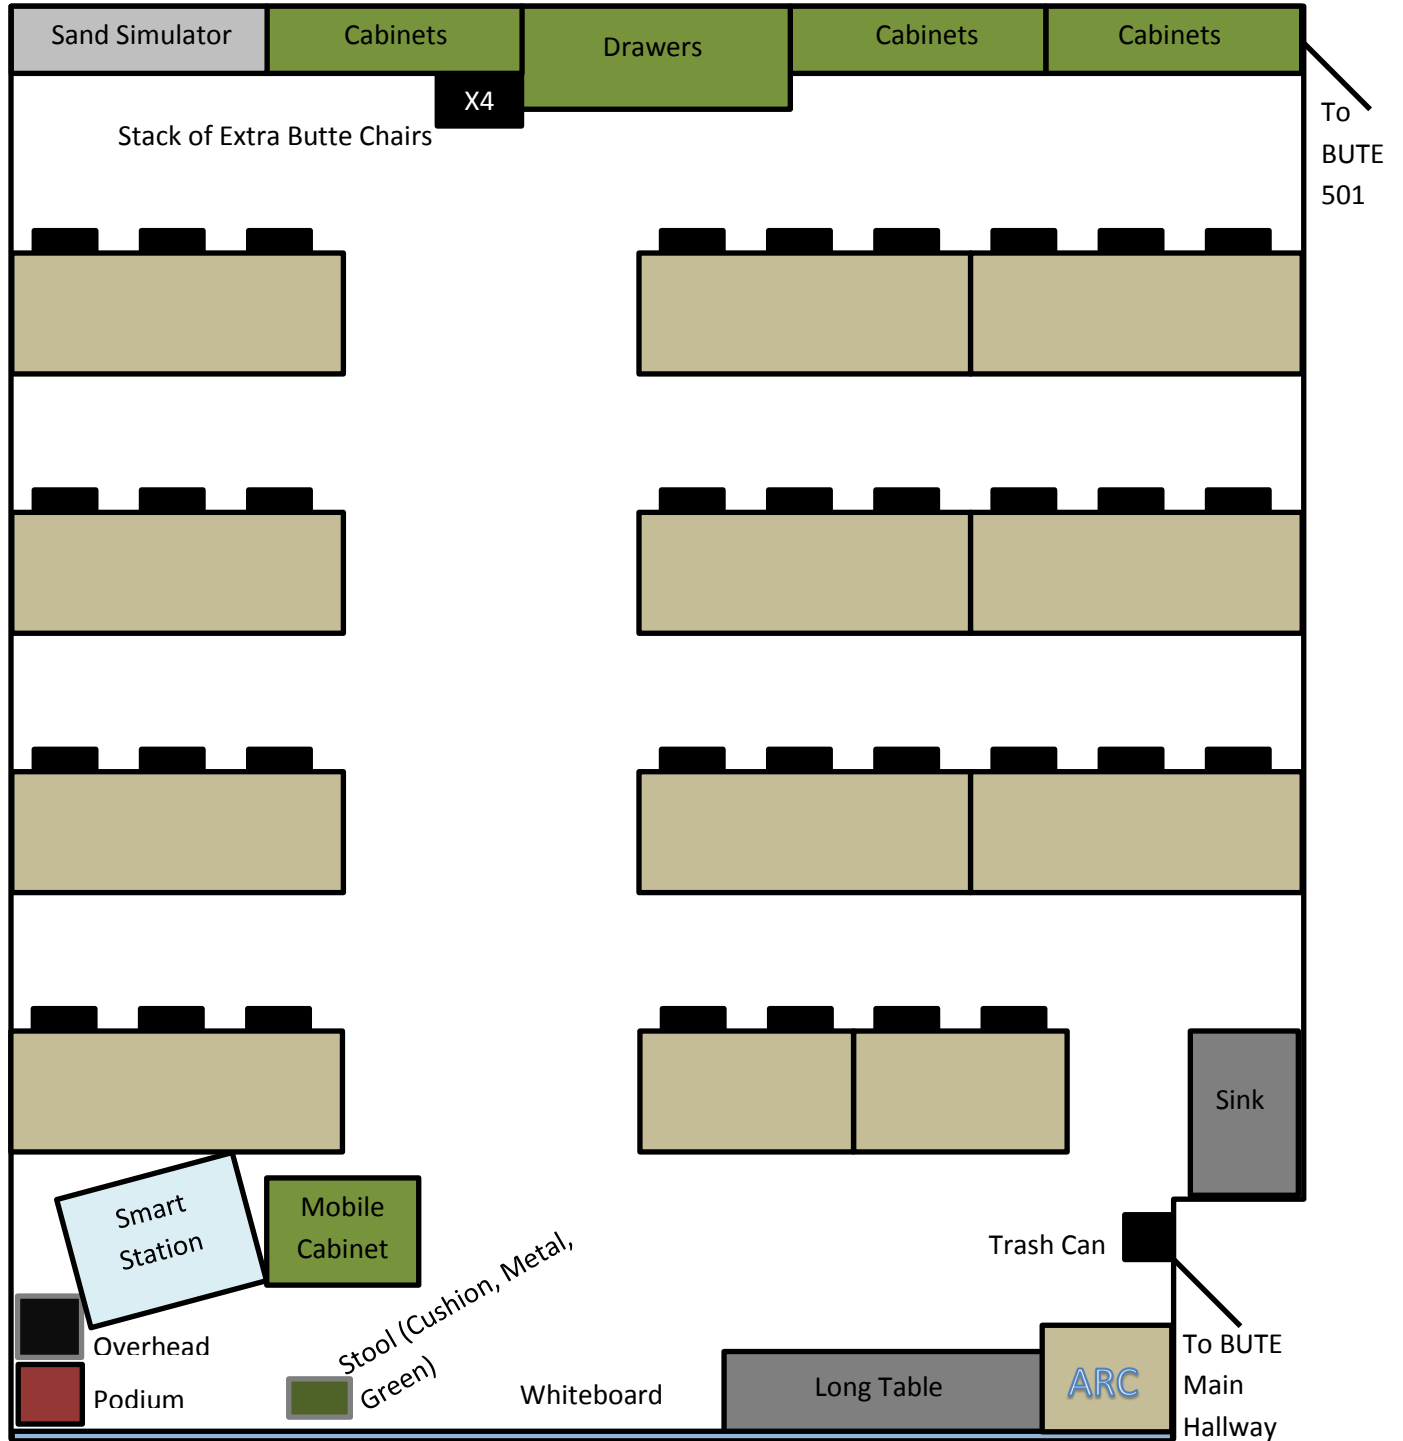 Sand Simulator
Cabinets
Drawers
Cabinets
Cabinets
X4
Stack of Extra Butte Chairs
To
BUTE
501
Sink
Smart
Station
Mobile
Cabinet
Trash Can
Stool (Cushion, Metal,
Green)
Overhead
Podium
Whiteboard
Long Table
ARC
To BUTE
Main
Hallway